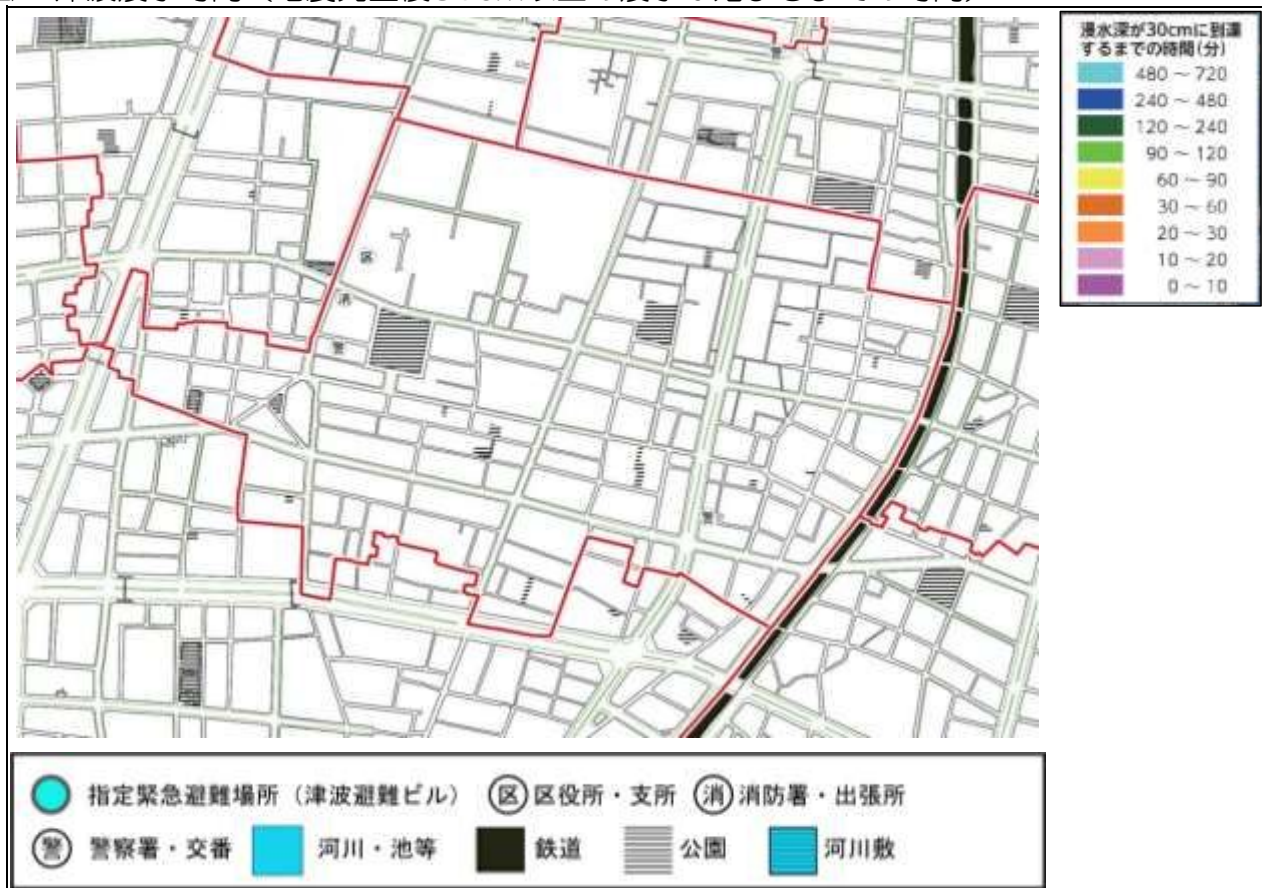 浸水深が30cmに到達
するまでの時間(分)
480～720
240～480
120～240
90～120
60～90
30～60
20～30
10～20
0～10
区
消
警
指定緊急避難場所（津波避難ビル）
区 区役所・支所
消 消防署・出張所
警 警察署・交番
河川・池等
鉄道
公園
河川敷